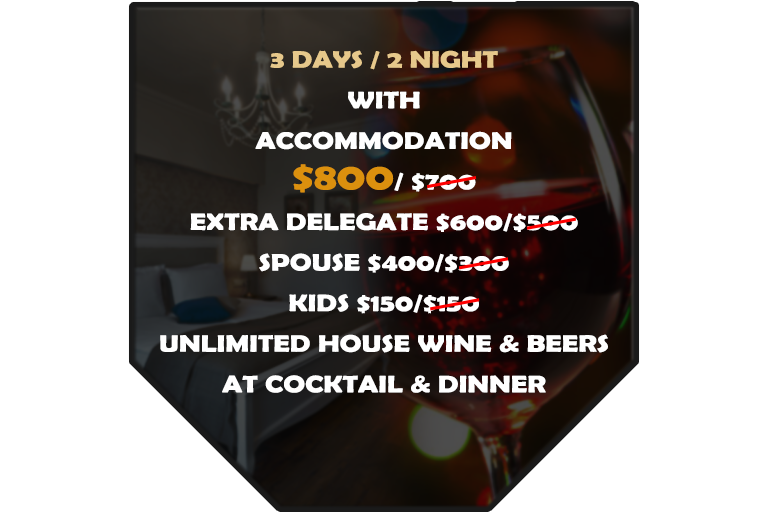 3 DAYS / 2 NIGHT
WITH
ACCOMMODATION
$800/ $700
EXTRA DELEGATE $600/$500
SPOUSE $400/$300
KIDS $150/$150
UNLIMITED HOUSE WINE & BEERS
AT COCKTAIL & DINNER